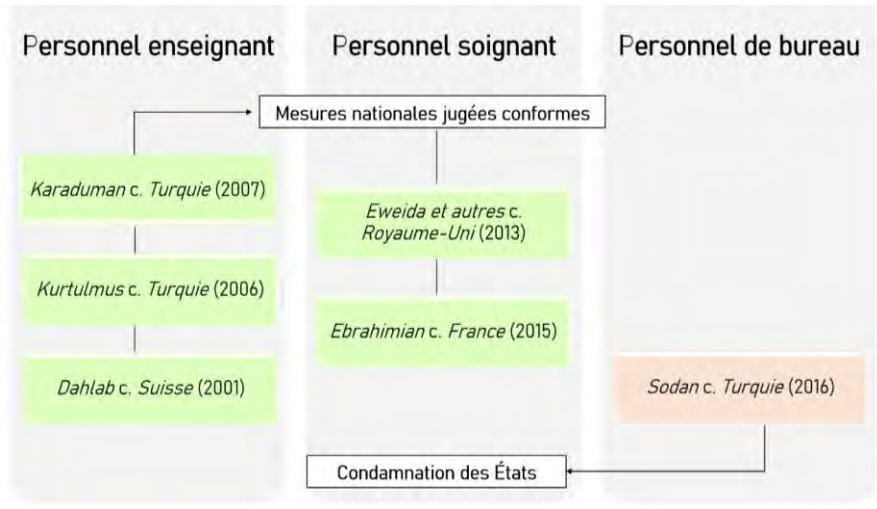 Personnel enseignant
Personnel soignant
Personnel de bureau
Mesures nationales jugées conformes
Karaduman c. Turquie (2007)
Kurtulmus c. Turquie (2006)
Dahlab c. Suisse (2001)
Eweida et autres c.
Royaume-Uni (2013)
Ebrahimian c. France (2015)
Sodan c. Turquie (2016)
Condamnation des États